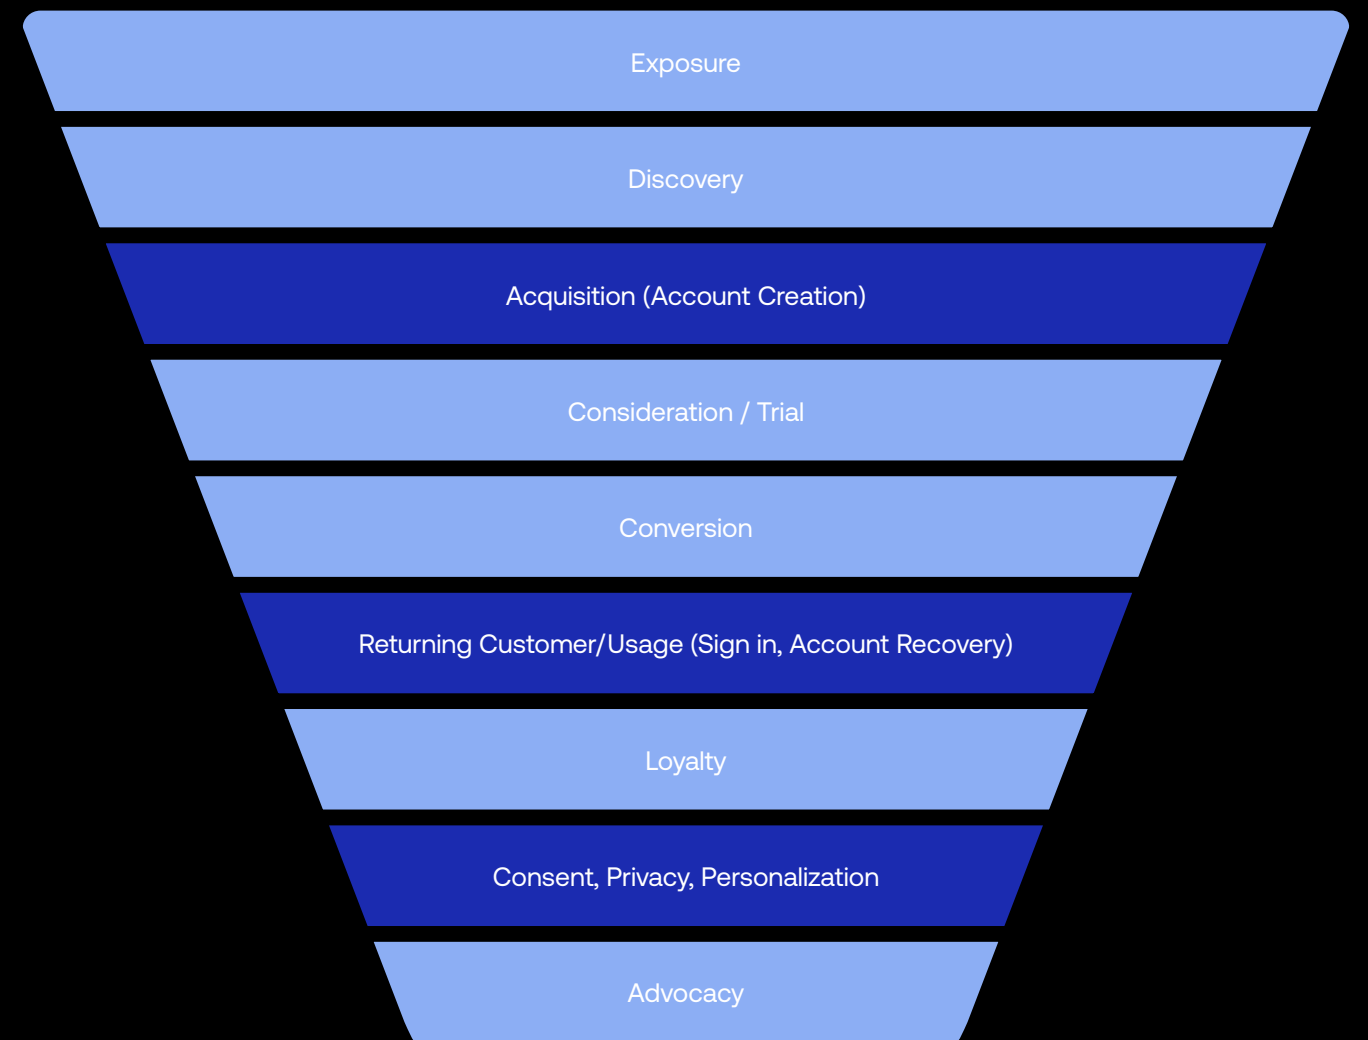 Exposure
Discovery
Acquisition (Account Creation)
Consideration / Trial
Conversion
Returning Customer/Usage (Sign in, Account Recovery)
Loyalty
Consent, Privacy, Personalization
Advocacy